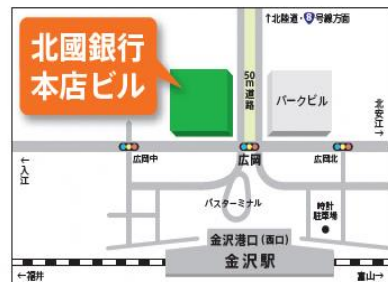 ↑北陸道・8号線方面
北國銀行
本店ビル
50m道路
パークビル
北安江→
←入江
広岡中
広岡
広岡北
バスターミナル
時計
駐車場
金沢港口(西口)
金沢駅
←福井
富山→